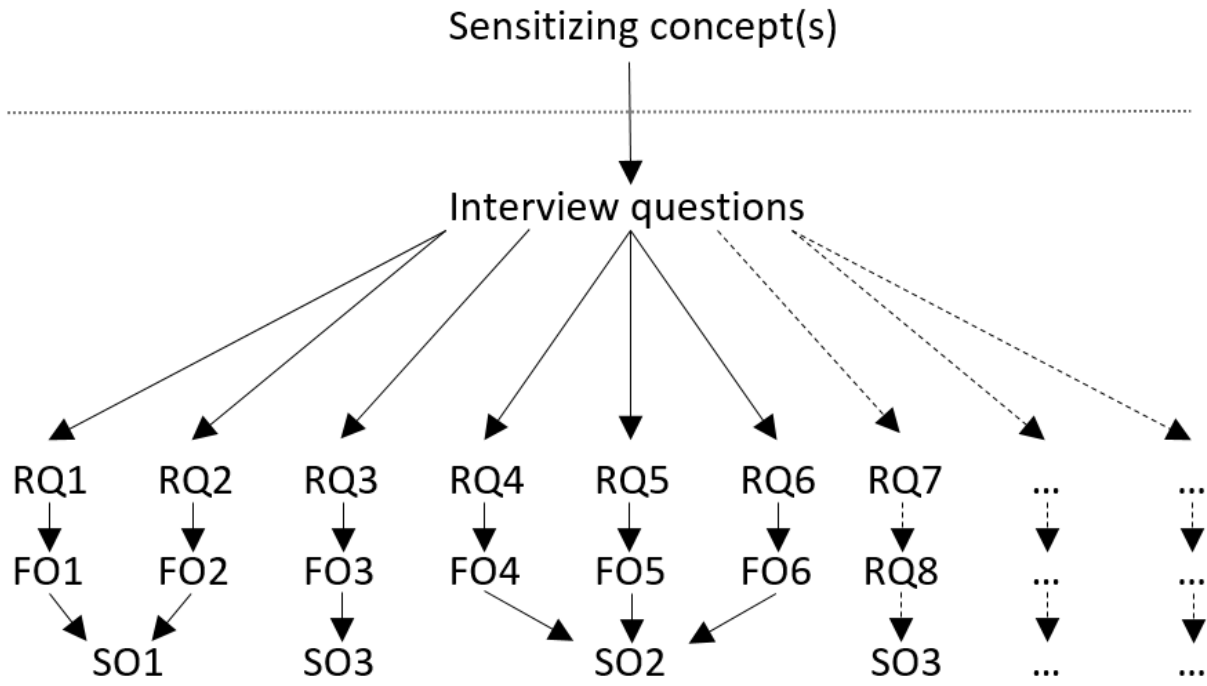 Sensitizing concept(s)
Interview questions
RQ1 RQ2 RQ3 RQ4 RQ5 RQ6 RQ7 ... ...
FO1 FO2 FO3 FO4 FO5 FO6 RQ8 ... ...
SO1 SO3 SO2 SO3 ... ...